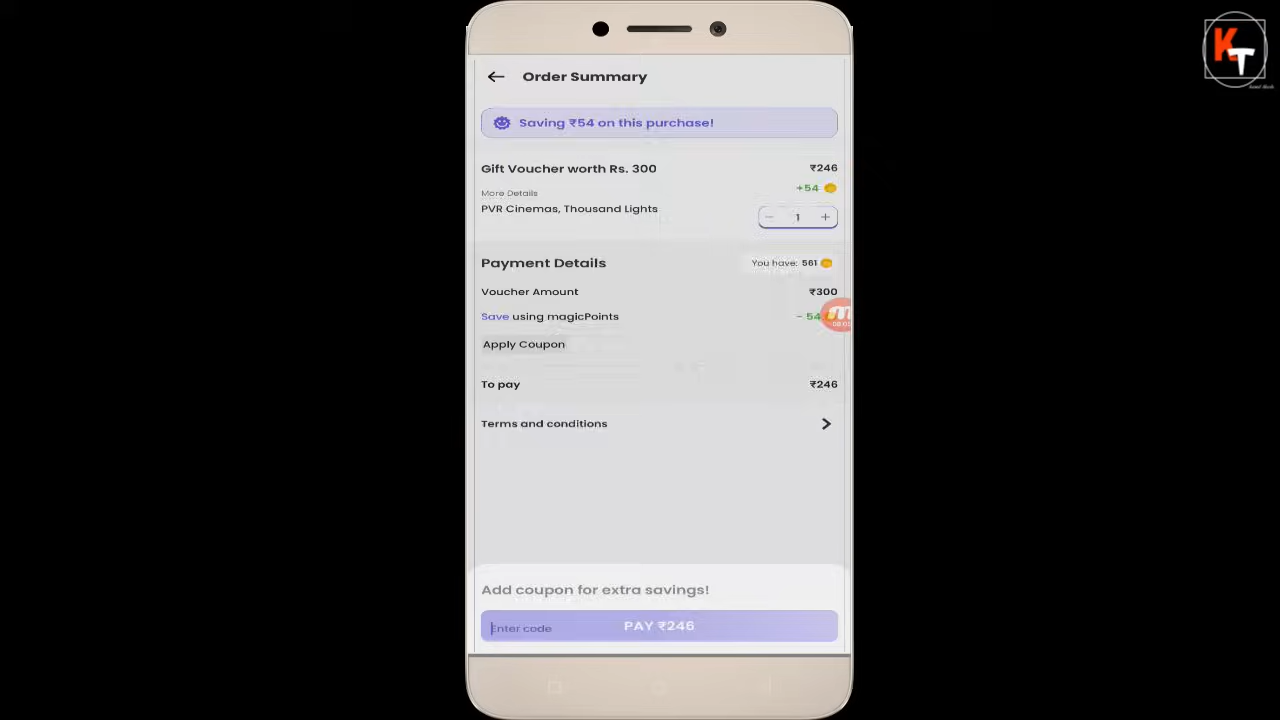 KT
Order Summary
Saving ₹54 on this purchase!
Gift Voucher worth Rs. 300 ₹246
+54
More Details
PVR Cinemas, Thousand Lights
- 1 +
Payment Details You have: 561
Voucher Amount ₹300
Save using magicPoints - 54
Apply Coupon
To pay ₹246
Terms and conditions
Add coupon for extra savings!
Enter code PAY ₹246